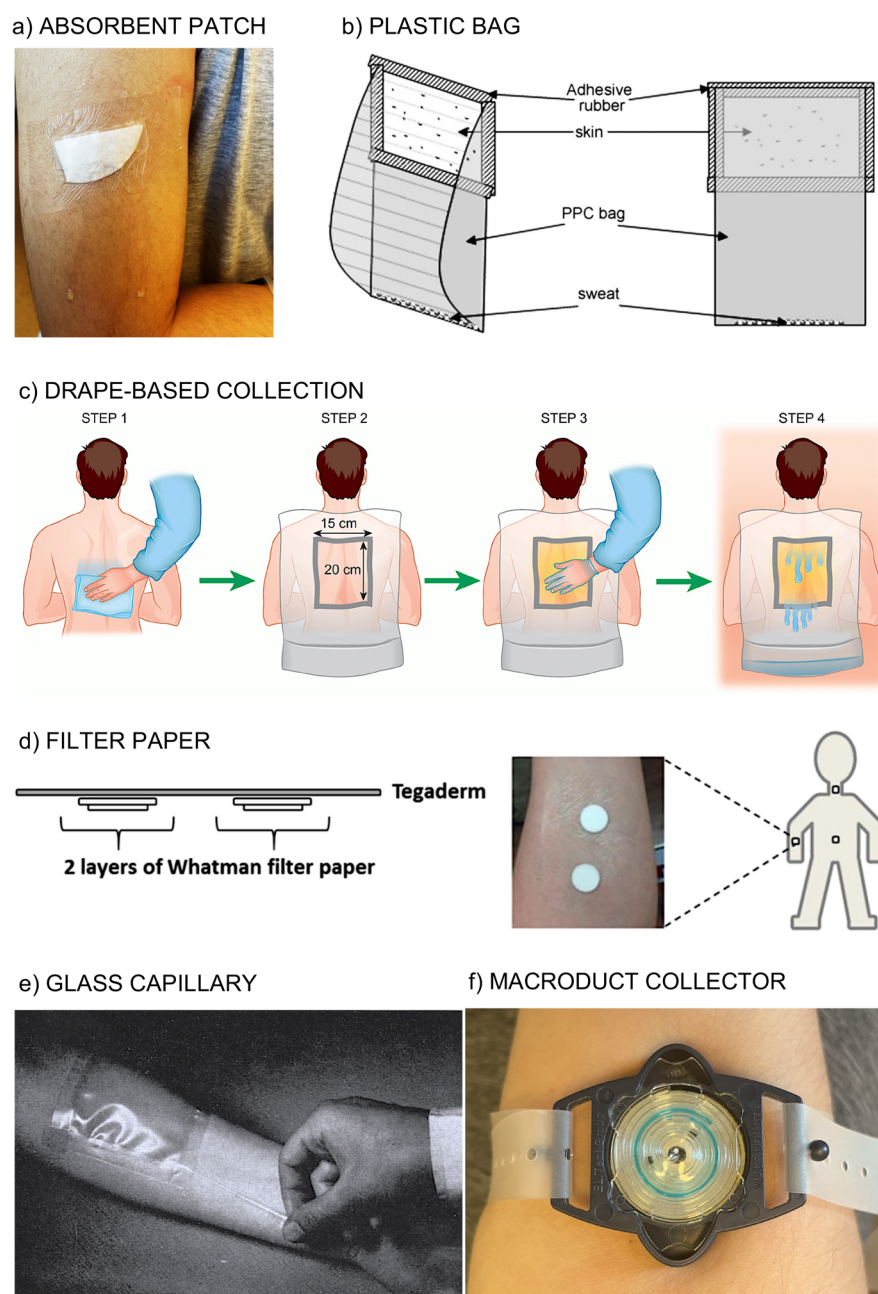 a) ABSORBENT PATCH
b) PLASTIC BAG
Adhesive
rubber
skin
PPC bag
sweat
c) DRAPE-BASED COLLECTION
STEP 1
STEP 2
STEP 3
STEP 4
15 cm
20 cm
d) FILTER PAPER
Tegaderm
2 layers of Whatman filter paper
e) GLASS CAPILLARY
f) MACRODUCT COLLECTOR